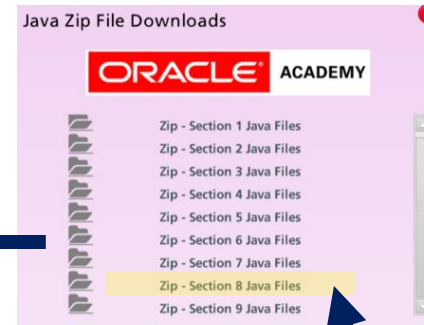 Java Zip File Downloads
ORACLE® ACADEMY
Zip - Section 1 Java Files
Zip - Section 2 Java Files
Zip - Section 3 Java Files
Zip - Section 4 Java Files
Zip - Section 5 Java Files
Zip - Section 6 Java Files
Zip - Section 7 Java Files
Zip - Section 8 Java Files
Zip - Section 9 Java Files